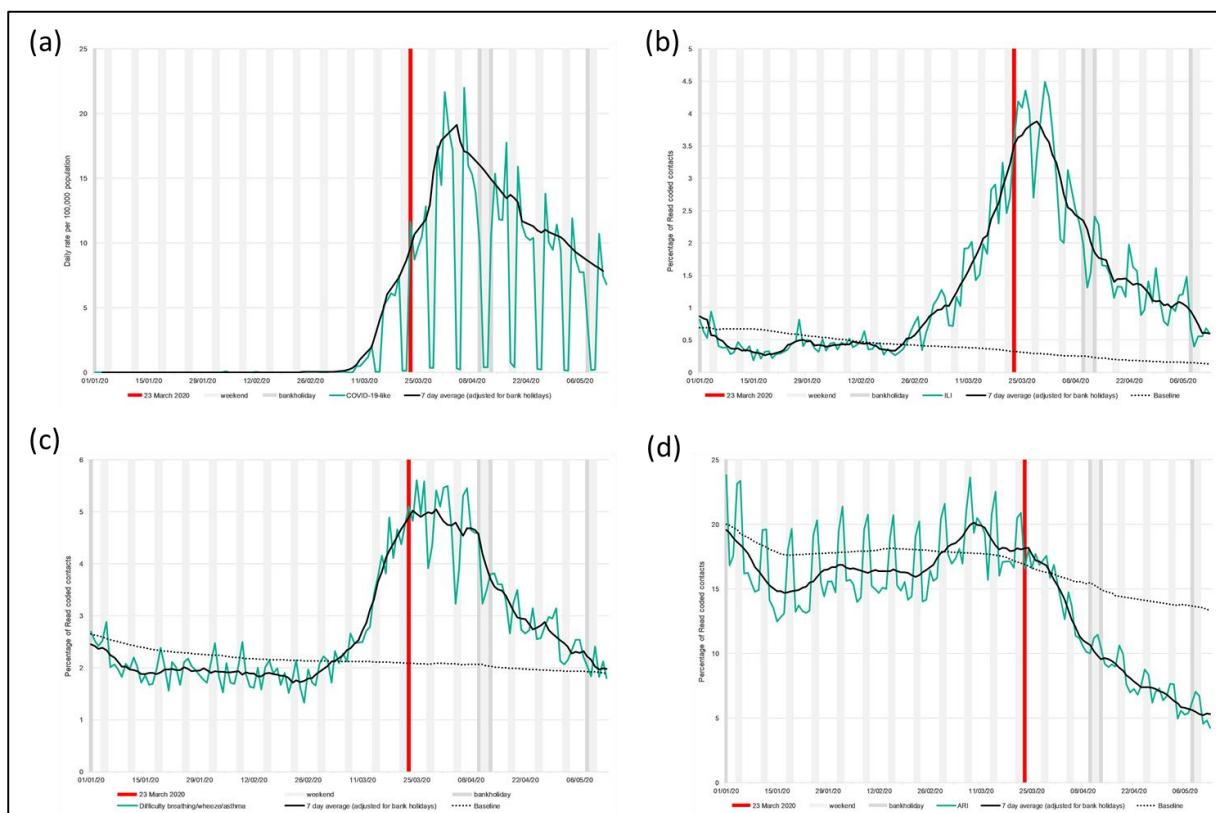 (a)
25
20
15
10
5
0
Daily rate per 100,000 population
01/01/20 15/01/20 29/01/20 12/02/20 26/02/20 11/03/20 25/03/20 08/04/20 22/04/20 06/05/20
23 March 2020 weekend bankholiday COVID-19-like 7 day average (adjusted for bank holidays)
(b)
5
4.5
4
3.5
3
2.5
2
1.5
1
0.5
0
Percentage of Read coded contacts
01/01/20 15/01/20 29/01/20 12/02/20 26/02/20 11/03/20 25/03/20 08/04/20 22/04/20 06/05/20
23 March 2020 weekend bankholiday ILI 7 day average (adjusted for bank holidays) Baseline
(c)
6
5
4
3
2
1
0
Percentage of Read coded contacts
01/01/20 15/01/20 29/01/20 12/02/20 26/02/20 11/03/20 25/03/20 08/04/20 22/04/20 06/05/20
23 March 2020 weekend bankholiday
Difficulty breathing/wheeze/asthma 7 day average (adjusted for bank holidays) Baseline
(d)
25
20
15
10
5
0
Percentage of Read coded contacts
01/01/20 15/01/20 29/01/20 12/02/20 26/02/20 11/03/20 25/03/20 08/04/20 22/04/20 06/05/20
23 March 2020 weekend bankholiday ARI 7 day average (adjusted for bank holidays) Baseline